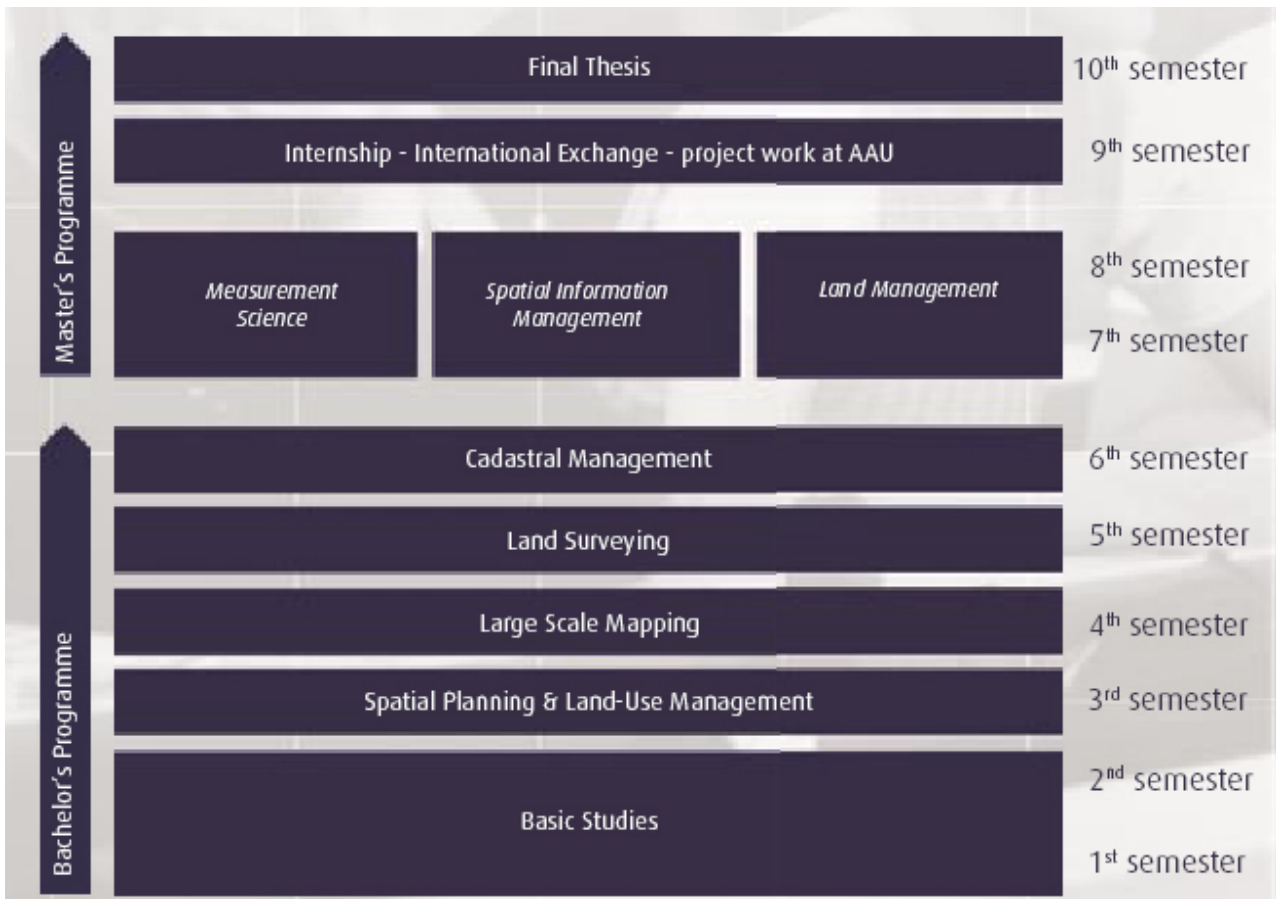 Final Thesis
10th semester
Internship - International Exchange - project work at AAU
9th semester
Master's Programme
Measurement
Science
Spatial Information
Management
Land Management
8th semester
7th semester
Cadastral Management
6th semester
Land Surveying
5th semester
Large Scale Mapping
4th semester
Spatial Planning & Land-Use Management
3rd semester
Bachelor's Programme
Basic Studies
2nd semester
1st semester